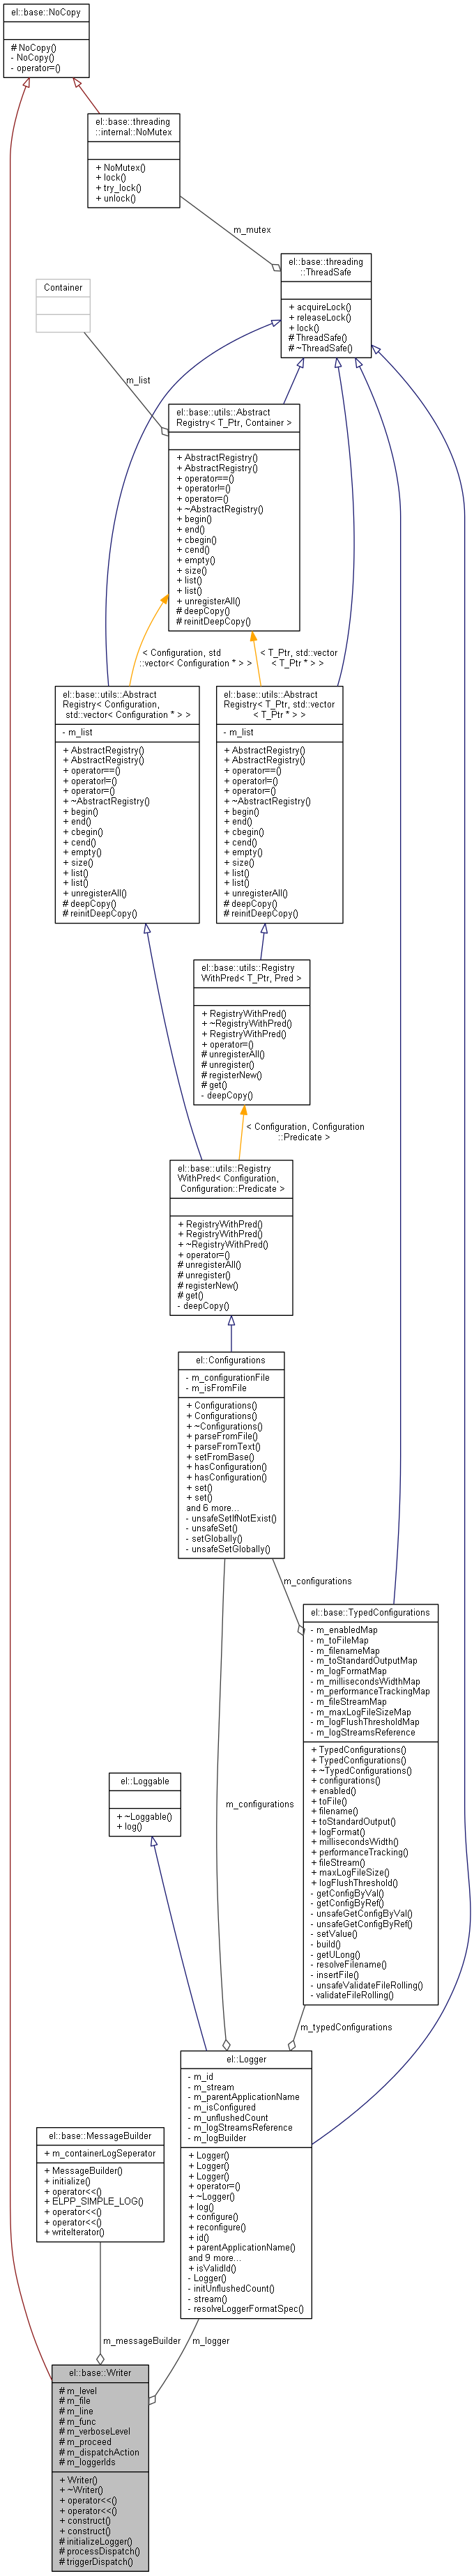 el::base::NoCopy
# NoCopy()
- NoCopy()
- operator=()
el::base::threading
::internal::NoMutex
+ NoMutex()
+ lock()
+ try_lock()
+ unlock()
m_mutex
el::base::threading
::ThreadSafe
+ acquireLock()
+ releaseLock()
+ lock()
# ThreadSafe()
# ~ThreadSafe()
Container
m_list
el::base::utils::Abstract
Registry< T_Ptr, Container >
+ AbstractRegistry()
+ AbstractRegistry()
+ operator==()
+ operator!=()
+ operator=()
+ ~AbstractRegistry()
+ begin()
+ end()
+ cbegin()
+ cend()
+ empty()
+ size()
+ list()
+ list()
+ unregisterAll()
# deepCopy()
# reinitDeepCopy()
< Configuration, std
::vector< Configuration * > >
< T_Ptr, std::vector
< T_Ptr * > >
el::base::utils::Abstract
Registry< Configuration,
std::vector< Configuration * > >
- m_list
+ AbstractRegistry()
+ AbstractRegistry()
+ operator==()
+ operator!=()
+ operator=()
+ ~AbstractRegistry()
+ begin()
+ end()
+ cbegin()
+ cend()
+ empty()
+ size()
+ list()
+ list()
+ unregisterAll()
# deepCopy()
# reinitDeepCopy()
el::base::utils::Abstract
Registry< T_Ptr, std::vector
< T_Ptr * > >
- m_list
+ AbstractRegistry()
+ AbstractRegistry()
+ operator==()
+ operator!=()
+ operator=()
+ ~AbstractRegistry()
+ begin()
+ end()
+ cbegin()
+ cend()
+ empty()
+ size()
+ list()
+ list()
+ unregisterAll()
# deepCopy()
# reinitDeepCopy()
el::base::utils::Registry
WithPred< T_Ptr, Pred >
+ RegistryWithPred()
+ ~RegistryWithPred()
+ RegistryWithPred()
+ operator=()
# unregisterAll()
# unregister()
# registerNew()
# get()
- deepCopy()
< Configuration, Configuration
::Predicate >
el::base::utils::Registry
WithPred< Configuration,
Configuration::Predicate >
+ RegistryWithPred()
+ RegistryWithPred()
+ ~RegistryWithPred()
+ operator=()
# unregisterAll()
# unregister()
# registerNew()
# get()
- deepCopy()
el::Configurations
- m_configurationFile
- m_isFromFile
+ Configurations()
+ Configurations()
+ ~Configurations()
+ parseFromFile()
+ parseFromText()
+ setFromBase()
+ hasConfiguration()
+ hasConfiguration()
+ set()
+ set()
and 6 more...
- unsafeSetIfNotExist()
- unsafeSet()
- setGlobally()
- unsafeSetGlobally()
m_configurations
el::base::TypedConfigurations
- m_enabledMap
- m_toFileMap
- m_filenameMap
- m_toStandardOutputMap
- m_logFormatMap
- m_millisecondsWidthMap
- m_performanceTrackingMap
- m_fileStreamMap
- m_maxLogFileSizeMap
- m_logFlushThresholdMap
- m_logStreamsReference
+ TypedConfigurations()
+ TypedConfigurations()
+ ~TypedConfigurations()
+ configurations()
+ enabled()
+ toFile()
+ filename()
+ toStandardOutput()
+ logFormat()
+ millisecondsWidth()
+ performanceTracking()
+ fileStream()
+ maxLogFileSize()
+ logFlushThreshold()
- getConfigByVal()
- getConfigByRef()
- unsafeGetConfigByVal()
- unsafeGetConfigByRef()
- setValue()
- build()
- getULong()
- resolveFilename()
- insertFile()
- unsafeValidateFileRolling()
- validateFileRolling()
el::Loggable
+ ~Loggable()
+ log()
m_configurations
m_typedConfigurations
el::Logger
- m_id
- m_stream
- m_parentApplicationName
- m_isConfigured
- m_unflushedCount
- m_logStreamsReference
- m_logBuilder
+ Logger()
+ Logger()
+ Logger()
+ operator=()
+ ~Logger()
+ log()
+ configure()
+ reconfigure()
+ id()
+ parentApplicationName()
and 9 more...
+ isValidId()
- Logger()
- initUnflushedCount()
- stream()
- resolveLoggerFormatSpec()
el::base::MessageBuilder
+ m_containerLogSeperator
+ MessageBuilder()
+ initialize()
+ operator<<()
+ ELPP_SIMPLE_LOG()
+ operator<<()
+ operator<<()
+ writeIterator()
m_messageBuilder
m_logger
el::base::Writer
# m_level
# m_file
# m_line
# m_func
# m_verboseLevel
# m_proceed
# m_dispatchAction
# m_loggerIds
+ Writer()
+ ~Writer()
+ operator<<()
+ operator<<()
+ construct()
+ construct()
# initializeLogger()
# processDispatch()
# triggerDispatch()